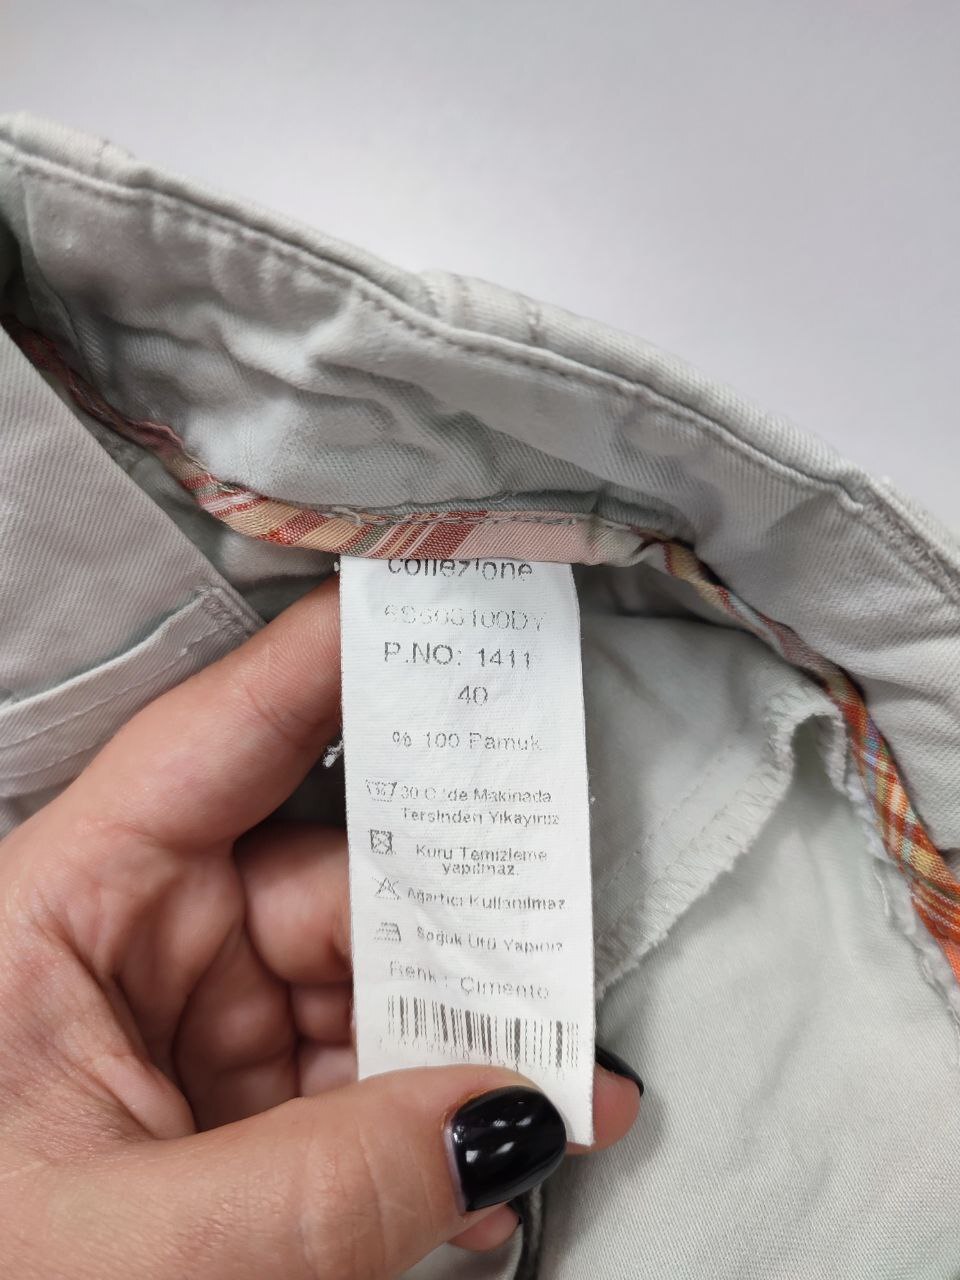 collezione
P.NO: 1411
40
% 100 Pamuk
30 C 'de Makinada
Tersinden Yıkayınız
Kuru Temizleme
yapılmaz.
Ağartıcı Kullanılmaz.
Soğuk Ütü Yapınız
Renk : Çimento